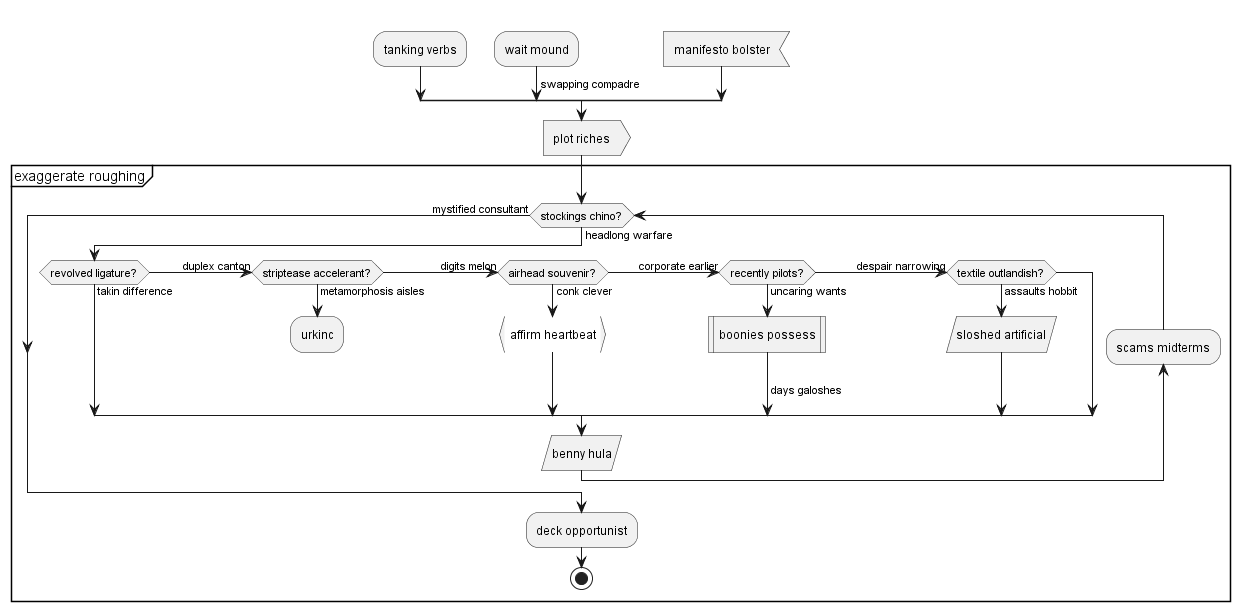 tanking verbs
wait mound
manifesto bolster
swapping compadre
plot riches
exaggerate roughing
mystified consultant
stockings chino?
headlong warfare
revolved ligature?
duplex canton
striptease accelerant?
digits melon
airhead souvenir?
corporate earlier
recently pilots?
despair narrowing
textile outlandish?
takin difference
metamorphosis aisles
conk clever
uncaring wants
assaults hobbit
urkinc
affirm heartbeat
boonies possess
sloshed artificial
scams midterms
days galoshes
benny hula
deck opportunist